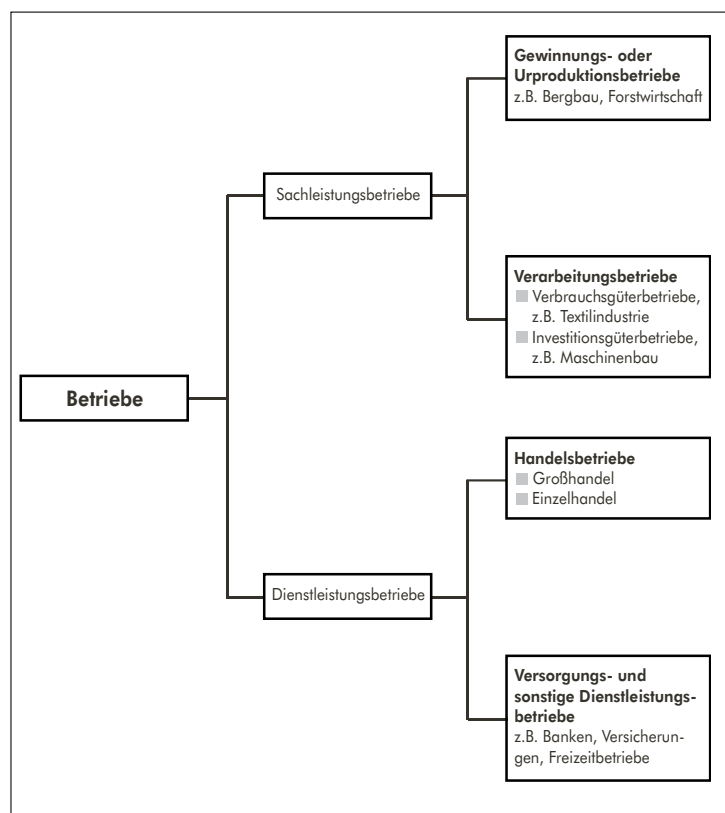 Gewinnungs- oder
Urproduktionsbetriebe
z.B. Bergbau, Forstwirtschaft
Sachleistungsbetriebe
Verarbeitungsbetriebe
Verbrauchsgüterbetriebe,
z.B. Textilindustrie
Investitionsgüterbetriebe,
z.B. Maschinenbau
Betriebe
Handelsbetriebe
Großhandel
Einzelhandel
Dienstleistungsbetriebe
Versorgungs- und
sonstige Dienstleistungs-
betriebe
z.B. Banken, Versicherun-
gen, Freizeitbetriebe